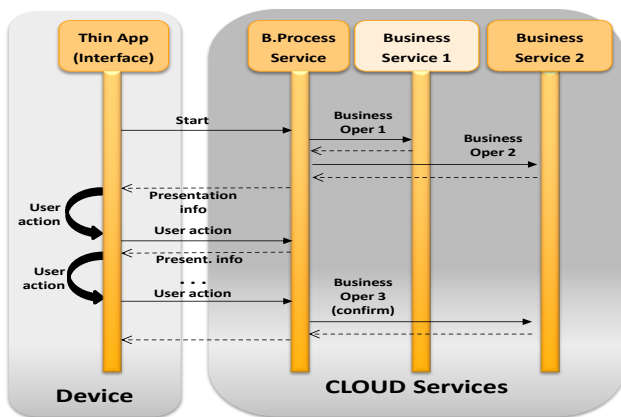 Thin App
(Interface)
B.Process
Service
Business
Service 1
Business
Service 2
Start
Business
Oper 1
Business
Oper 2
Presentation
info
User
action
User action
Present. info
User
action
. . .
User action
Business
Oper 3
(confirm)
Device
CLOUD Services